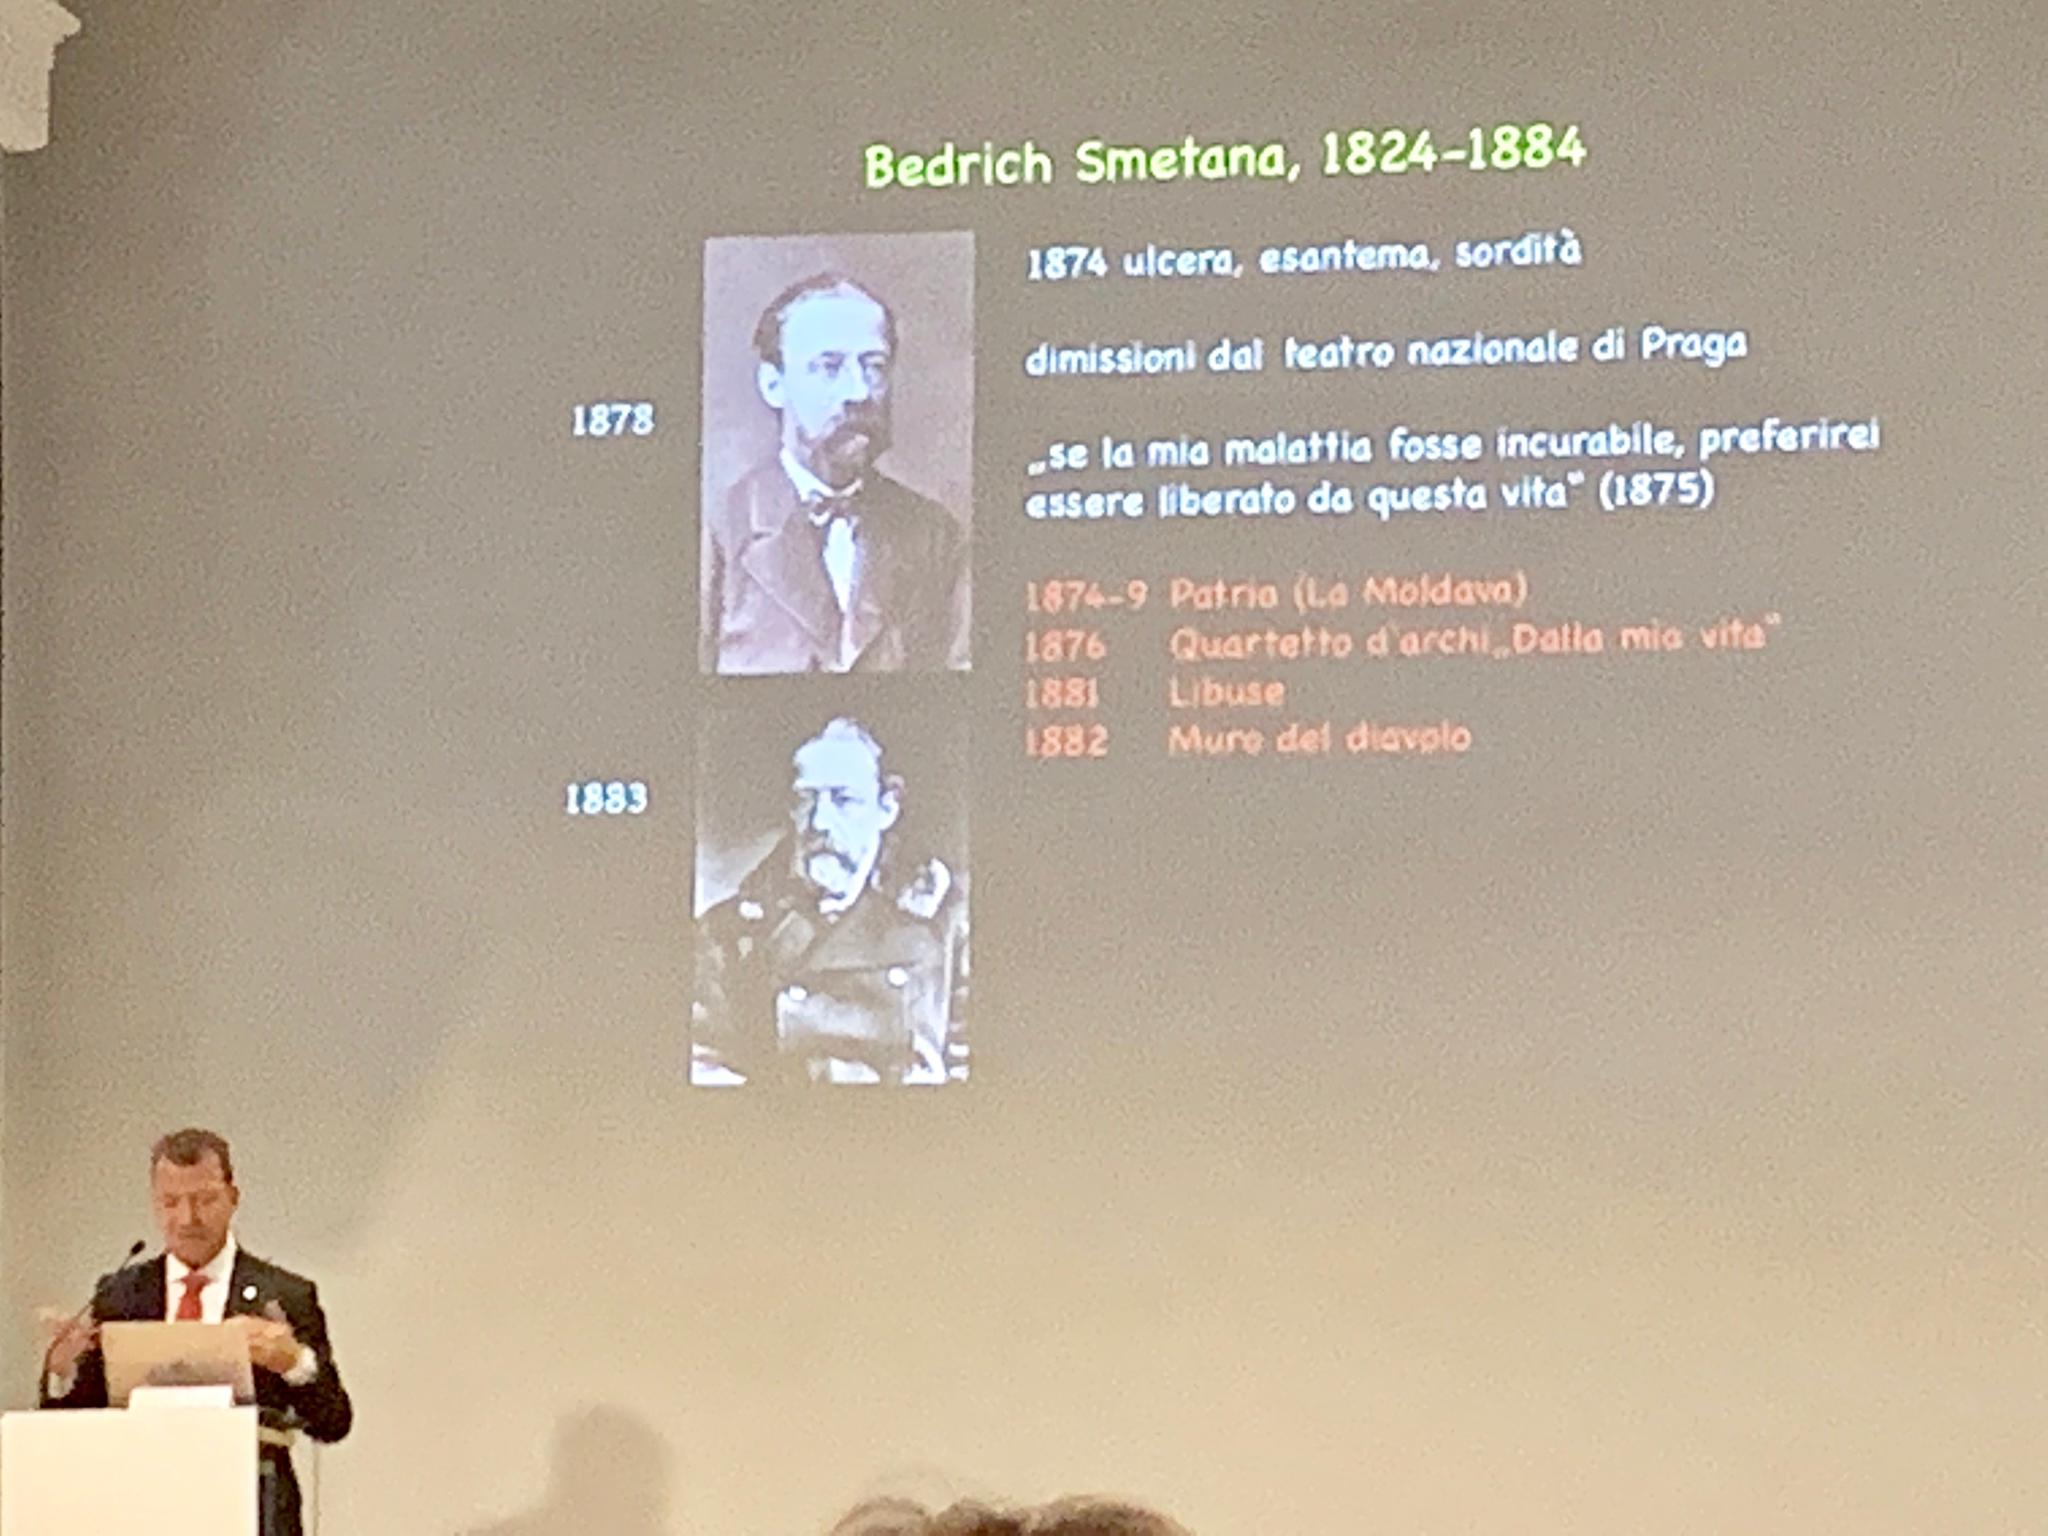 Bedrich Smetana, 1824-1884
1874 ulcera, esantema, sordità
dimissioni dal teatro nazionale di Praga
1878
„se la mia malattia fosse incurabile, preferirei
essere liberato da questa vita“ (1875)
1874-9 Patria (La Moldava)
1876 Quartetto d'archi„Dalla mia vita“
1881 Libuse
1882 Muro del diavolo
1883